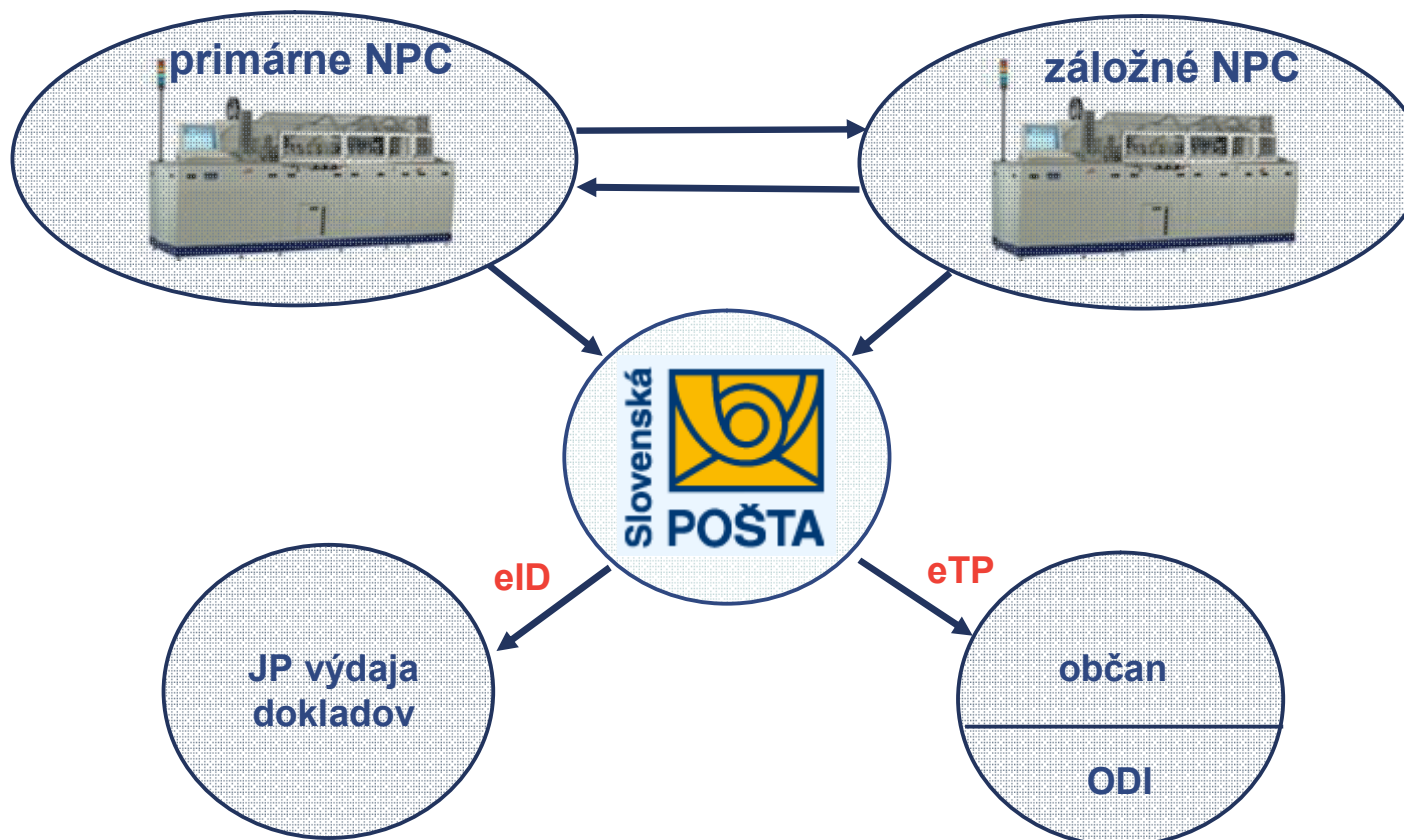 primárne NPC
záložné NPC
Slovenská
POŠTA
eID
eTP
JP výdaja
dokladov
občan
ODI